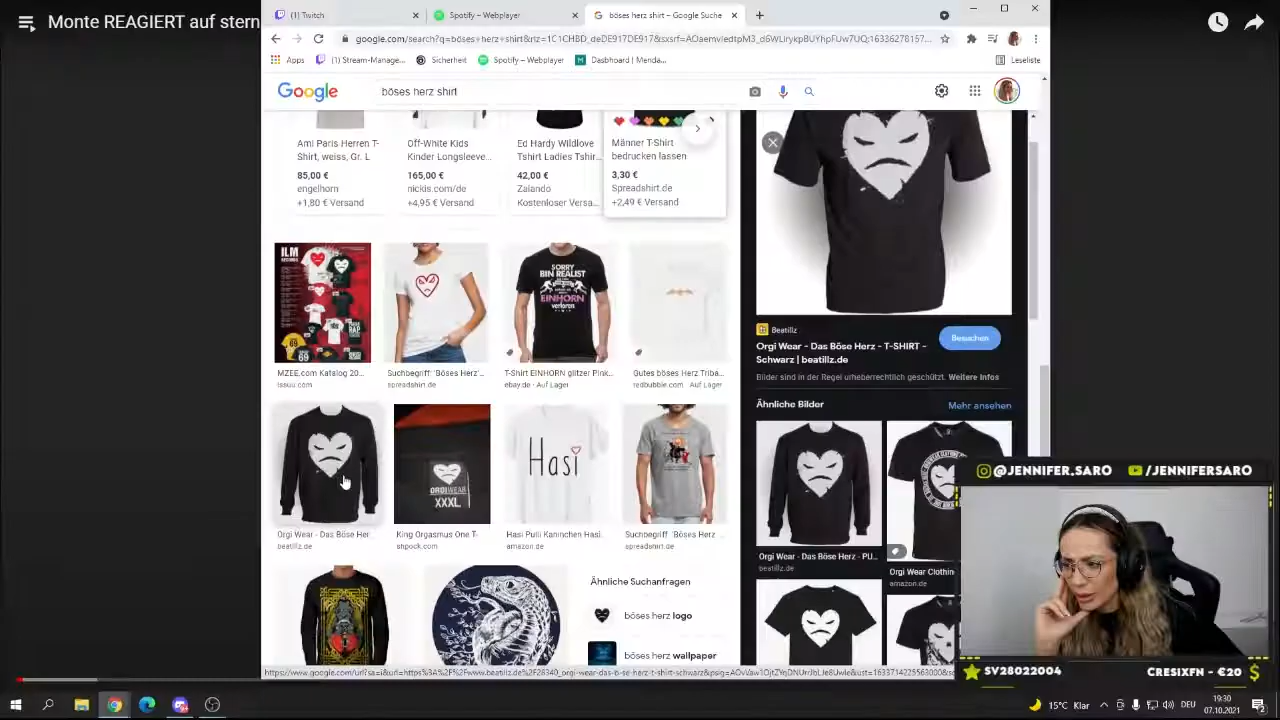 Monte REAGIERT auf stern
(1) Twitch
Spotify – Webplayer
böses herz shirt – Google Suche
Apps
(1) Stream-Manage...
Sicherheit
Spotify – Webplayer
Dashboard | Menda...
Leseliste
Google
böses herz shirt
Ami Paris Herren T-
Shirt, weiss, Gr. L
85,00 €
engelhorn
+1,80 € Versand
Off-White Kids
Kinder Longsleeve...
165,00 €
nickis.com/de
+4,95 € Versand
Ed Hardy Wildlove
Tshirt Ladies Tshir...
42,00 €
Zalando
Kostenloser Versa...
Männer T-Shirt
bedrucken lassen
3,30 €
Spreadshirt.de
+2,49 € Versand
ILM
SORRY
BIN REALIST
EINHORN
verloren
MZEE.com Katalog 20...
issuu.com
Suchbegriff: 'Böses Herz'...
spreadshirt.de
T-Shirt EINHORN glitzer Pink...
ebay.de · Auf Lager
Gutes böses Herz Triba...
redbubble.com · Auf Lager
ORGIWEAR
XXXL
Hasi
Orgi Wear - Das Böse Her...
beatillz.de
King Orgasmus One T-
shpock.com
Hasi Pulli Kaninchen Hasi...
amazon.de
Suchbegriff: 'Böses Herz ...
spreadshirt.de
Ähnliche Suchanfragen
böses herz logo
böses herz wallpaper
Beatillz
Orgi Wear - Das Böse Herz - T-SHIRT -
Schwarz | beatillz.de
Besuchen
Bilder sind in der Regel urheberrechtlich geschützt. Weitere Infos
Ähnliche Bilder
Mehr ansehen
Orgi Wear - Das Böse Herz - PU...
beatillz.de
Orgi Wear Clothin
amazon.de
@JENNIFER.SARO
/JENNIFERSARO
SV28022004
CRESIXFN - €20
15°C Klar
DEU
19:30
07.10.2021